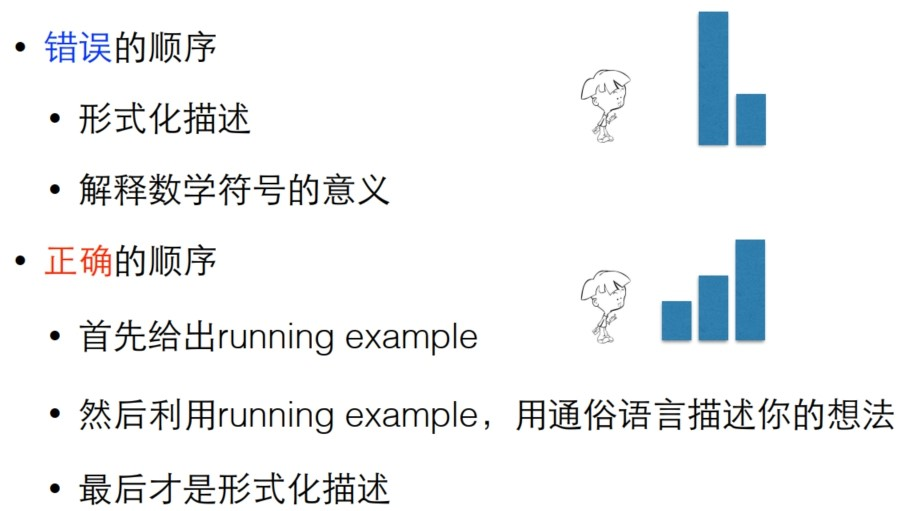 错误的顺序
形式化描述
解释数学符号的意义
正确的顺序
首先给出running example
然后利用running example，用通俗语言描述你的想法
最后才是形式化描述